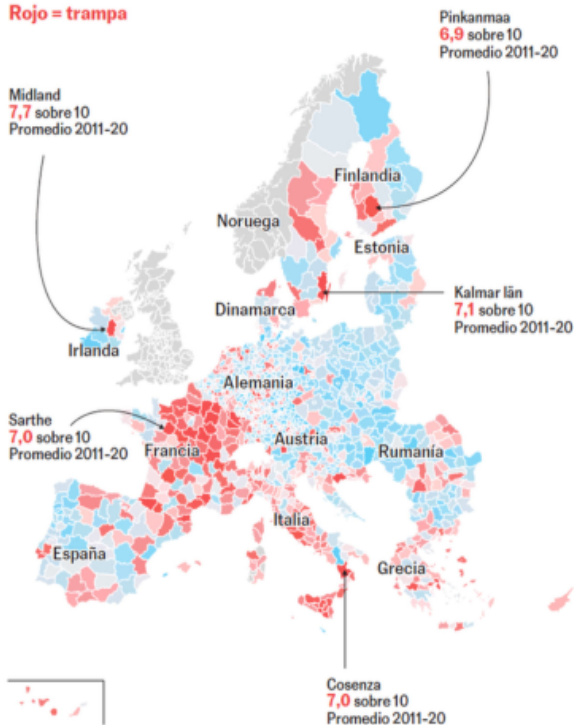 Rojo = trampa
Pinkanmaa
6,9 sobre 10
Promedio 2011-20
Midland
7,7 sobre 10
Promedio 2011-20
Finlandia
Noruega
Estonia
Kalmar län
7,1 sobre 10
Promedio 2011-20
Dinamarca
Irlanda
Alemania
Sarthe
7,0 sobre 10
Promedio 2011-20
Francia
Austria
Rumanía
Italia
España
Grecia
Cosenza
7,0 sobre 10
Promedio 2011-20